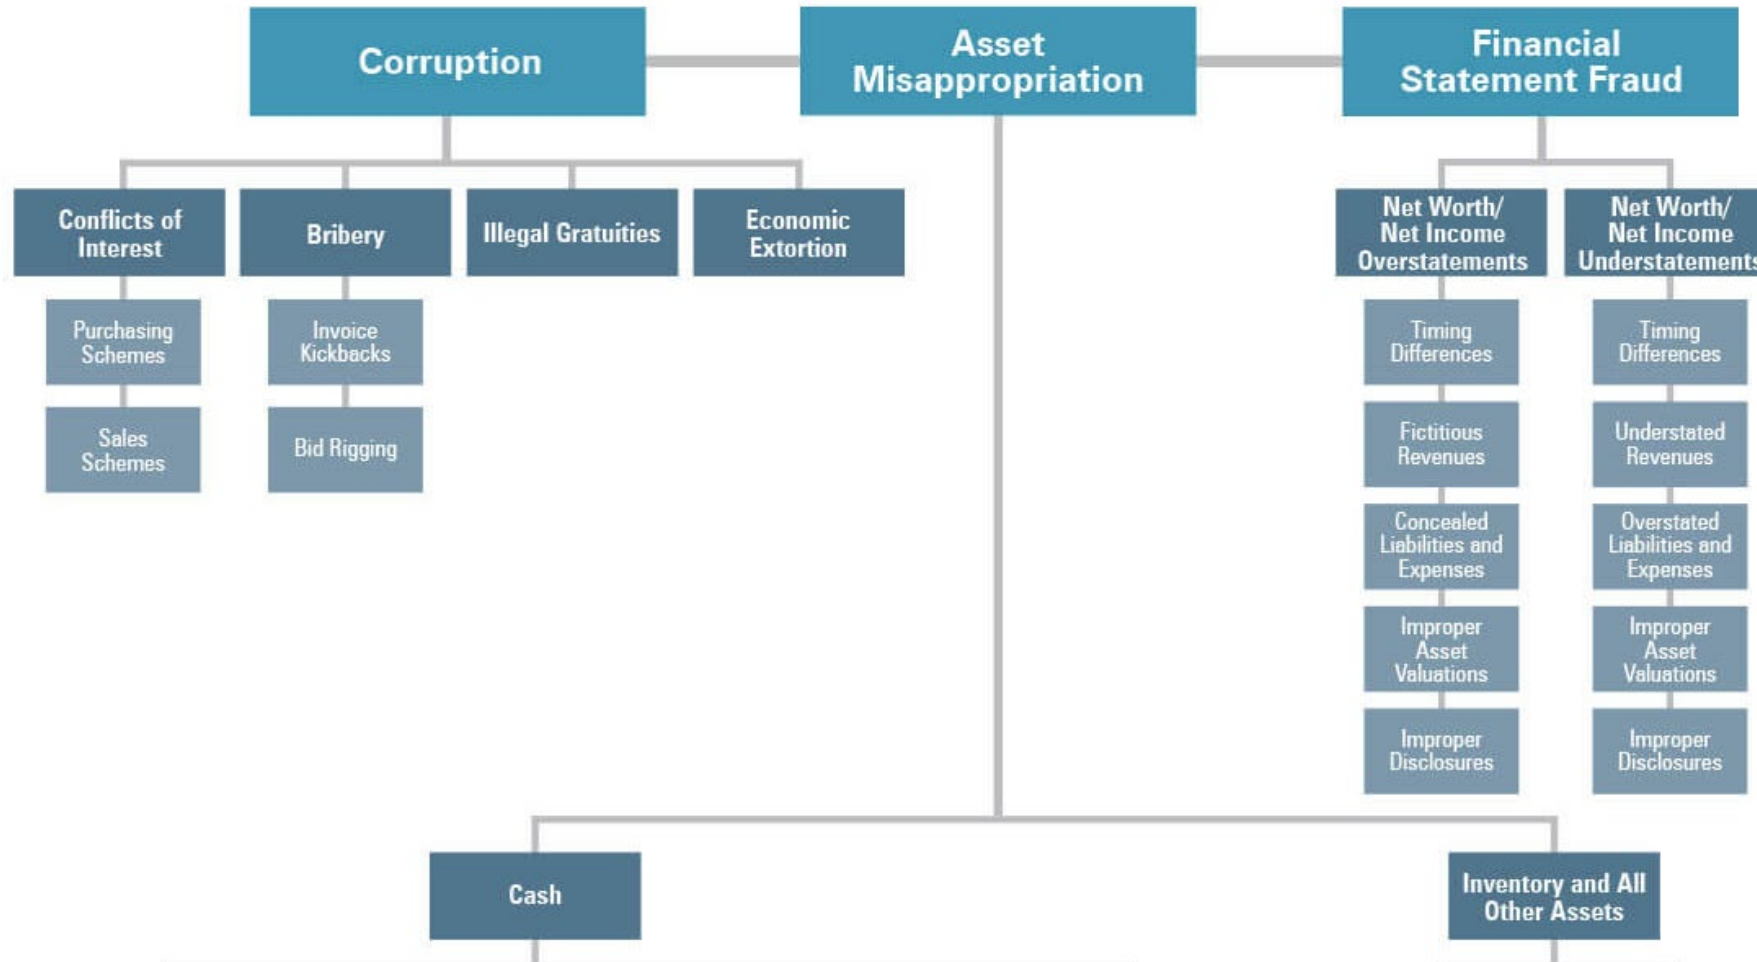 Corruption
Asset
Misappropriation
Financial
Statement Fraud
Conflicts of
Interest
Bribery
Illegal Gratuities
Economic
Extortion
Net Worth/
Net Income
Overstatements
Net Worth/
Net Income
Understatements
Purchasing
Schemes
Invoice
Kickbacks
Timing
Differences
Timing
Differences
Sales
Schemes
Bid Rigging
Fictitious
Revenues
Understated
Revenues
Concealed
Liabilities and
Expenses
Overstated
Liabilities and
Expenses
Improper
Asset
Valuations
Improper
Asset
Valuations
Improper
Disclosures
Improper
Disclosures
Cash
Inventory and All
Other Assets